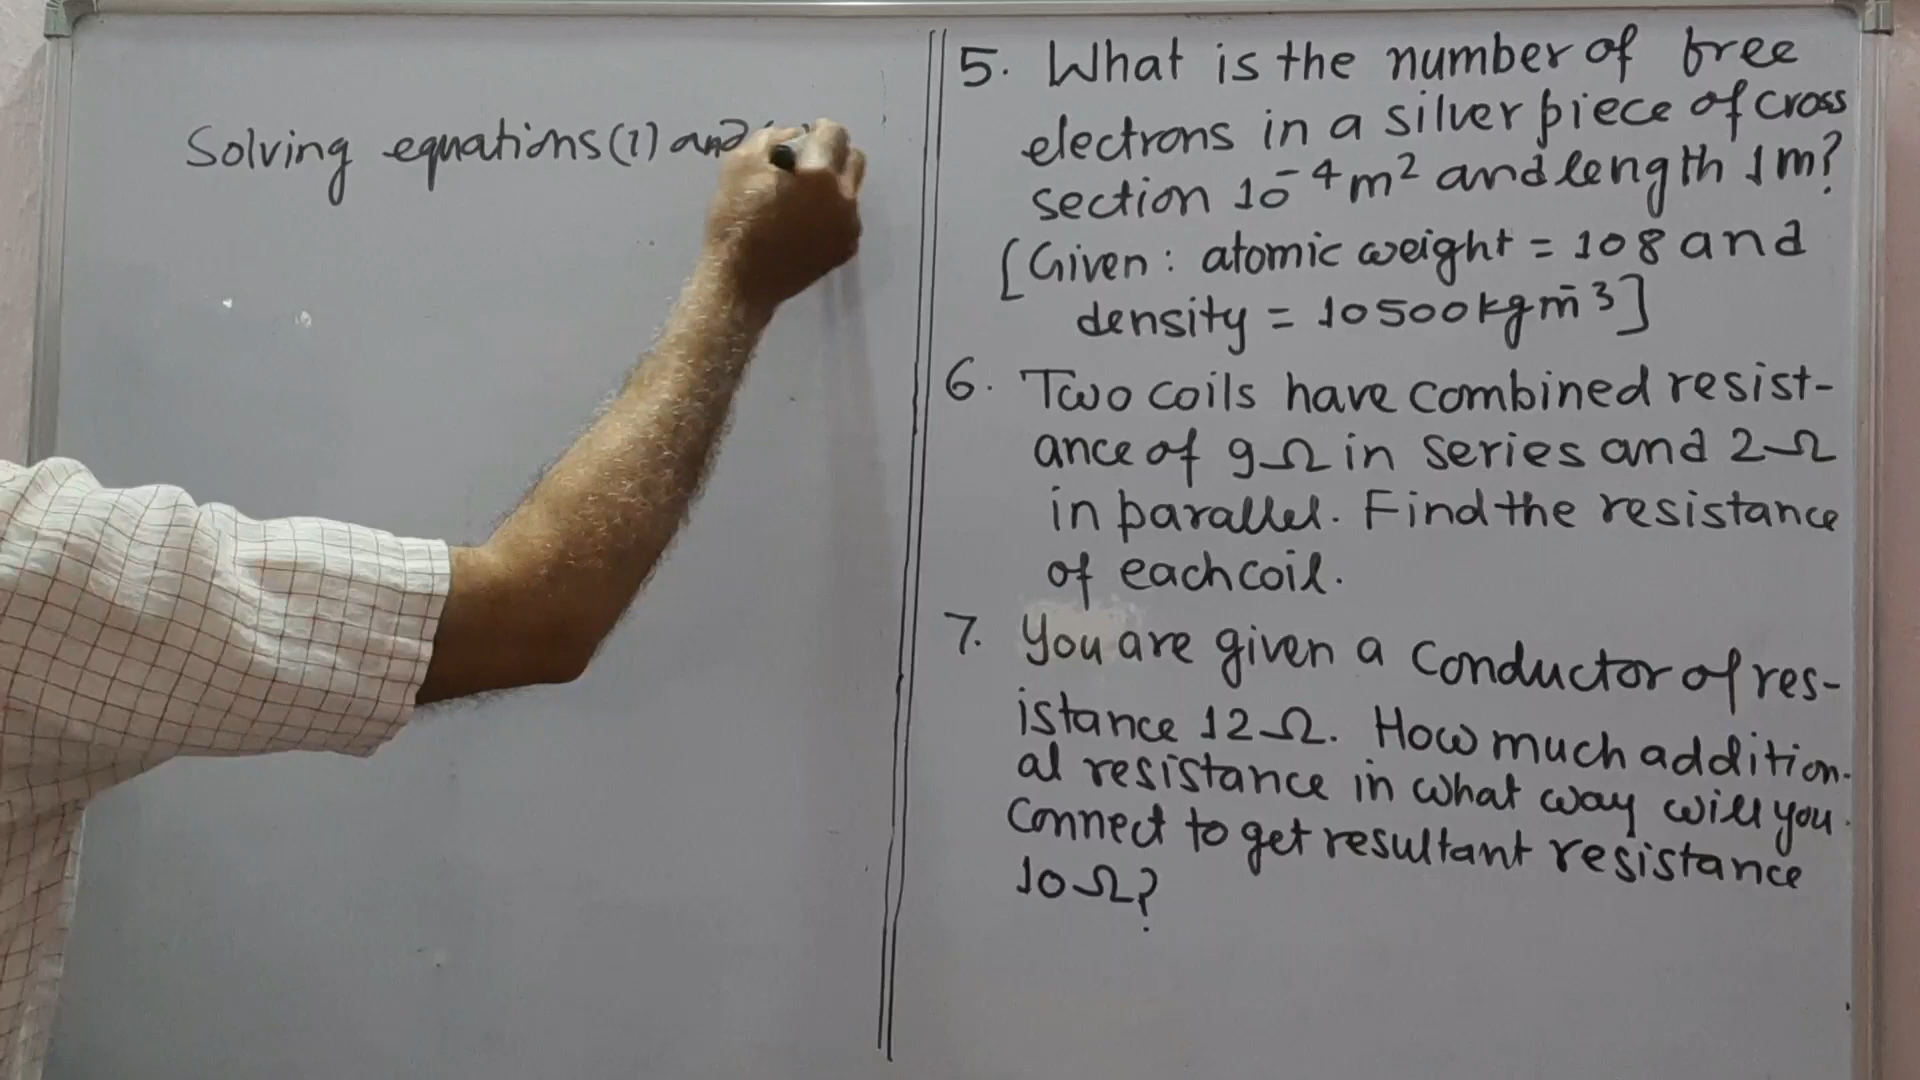 Solving equations (1) and
5. What is the number of free
electrons in a silver piece of cross
section 10⁻⁴ m² and length 1m?
[Given: atomic weight = 108 and
density = 10500 kg m⁻³]
6. Two coils have combined resist-
ance of 9Ω in series and 2Ω
in parallel. Find the resistance
of each coil.
7. You are given a conductor of res-
istance 12Ω. How much addition-
al resistance in what way will you
connect to get resultant resistance
10Ω?